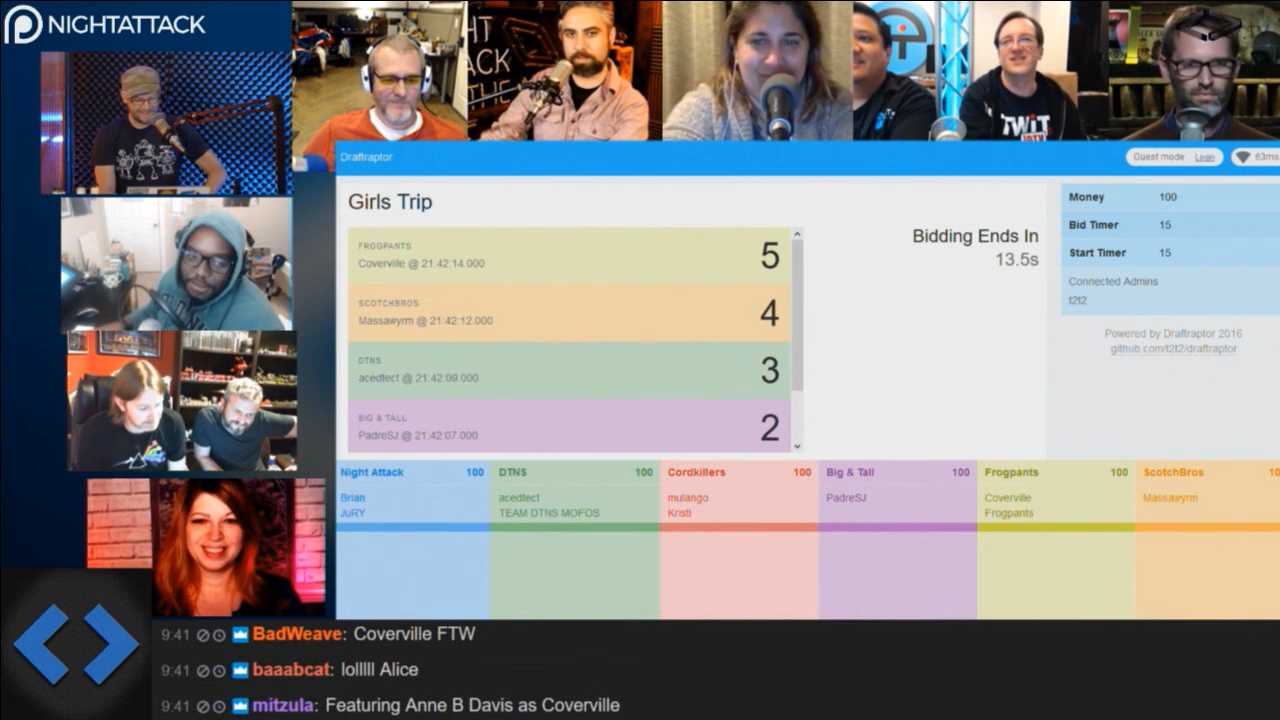 NIGHTATTACK
TWiT
Draftraptor
Guest mode Login
63ms
Girls Trip
Bidding Ends In
13.5s
FROGPANTS
Coverville @ 21:42:14.000
5
SCOTCHBROS
Massawyrm @ 21:42:12.000
4
DTNS
acedtect @ 21:42:09.000
3
BIG & TALL
PadreSJ @ 21:42:07.000
2
Money 100
Bid Timer 15
Start Timer 15
Connected Admins
t2t2
Powered by Draftraptor 2016
github.com/t2t2/draftraptor
Night Attack 100
Brian
JuRY
DTNS 100
acedtect
TEAM DTNS MOFOS
Cordkillers 100
mulango
Kristi
Big & Tall 100
PadreSJ
Frogpants 100
Coverville
Frogpants
ScotchBros
Massawyrm
9:41 BadWeave: Coverville FTW
9:41 baaabcat: lolllll Alice
9:41 mitzula: Featuring Anne B Davis as Coverville